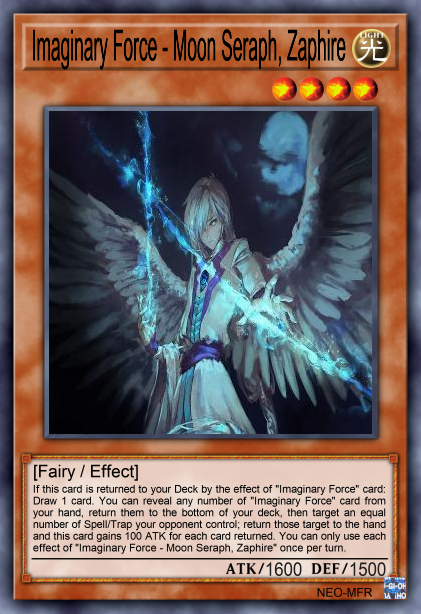 Imaginary Force - Moon Seraph, Zaphire
LIGHT
光
[Fairy / Effect]
If this card is returned to your Deck by the effect of "Imaginary Force" card:
Draw 1 card. You can reveal any number of "Imaginary Force" card from
your hand, return them to the bottom of your deck, then target an equal
number of Spell/Trap your opponent control; return those target to the hand
and this card gains 100 ATK for each card returned. You can only use each
effect of "Imaginary Force - Moon Seraph, Zaphire" once per turn.
ATK/1600 DEF/1500
NEO-MFR